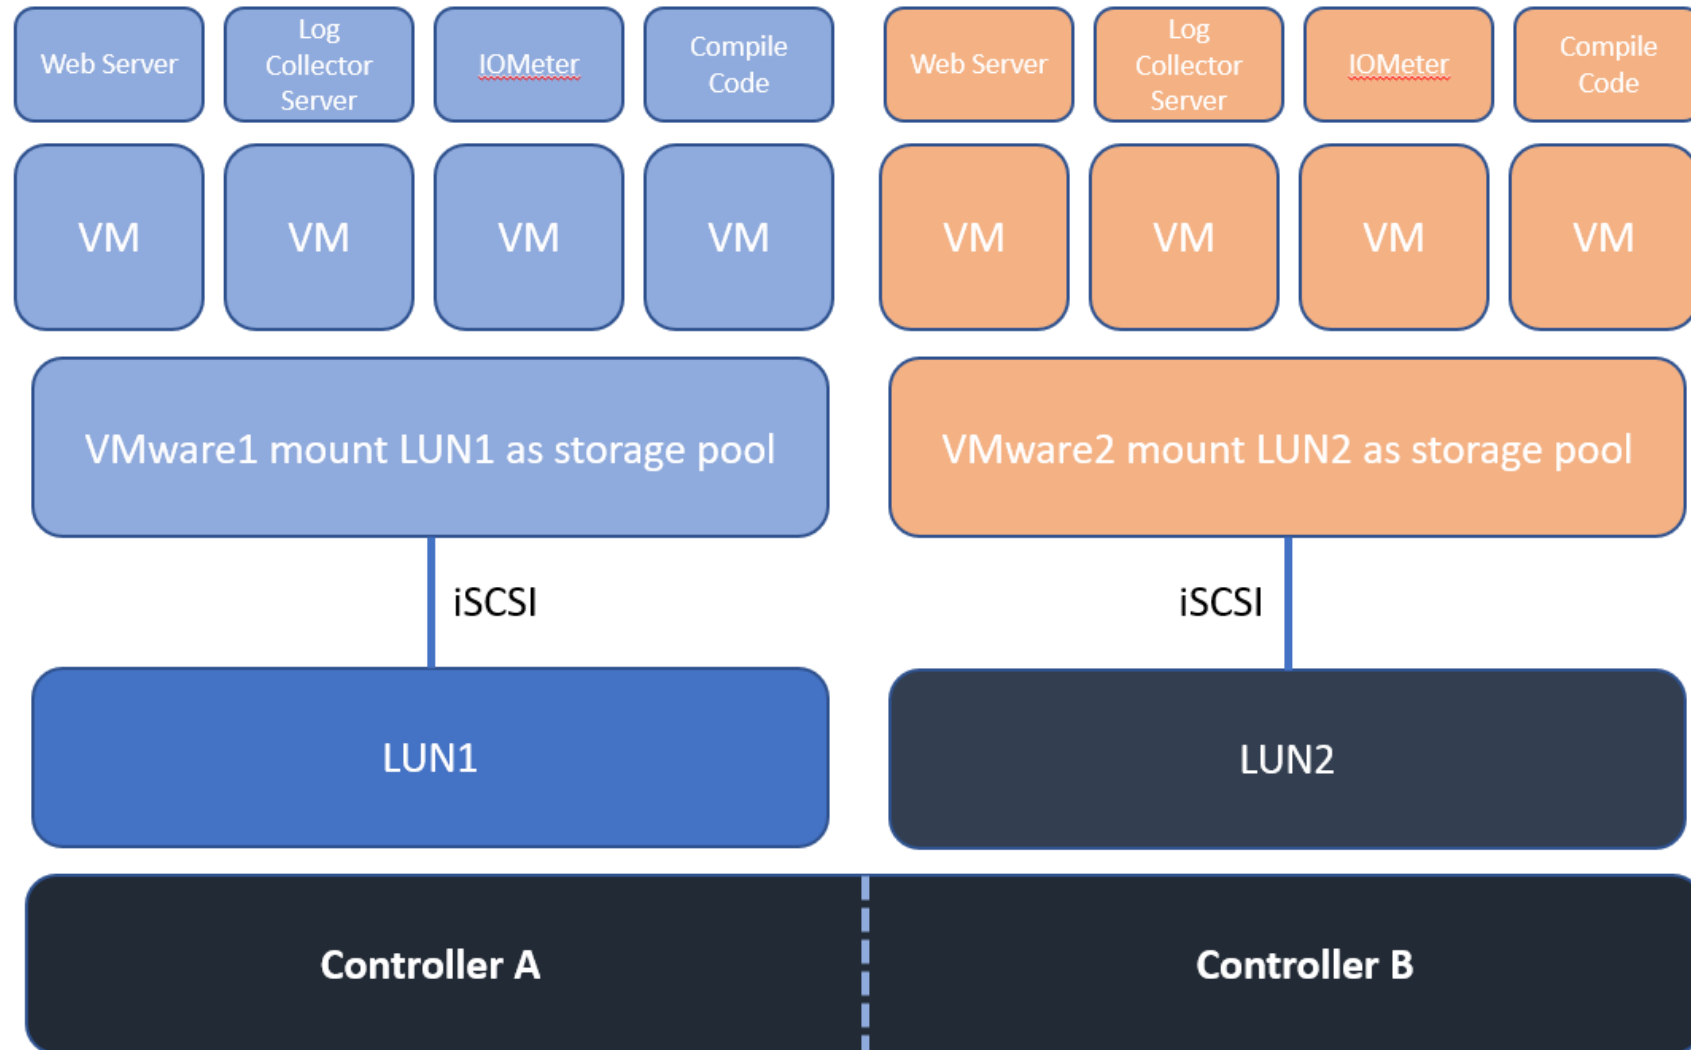 Web Server
Log
Collector
Server
IOMeter
Compile
Code
Web Server
Log
Collector
Server
IOMeter
Compile
Code
VM
VM
VM
VM
VM
VM
VM
VM
VMware1 mount LUN1 as storage pool
VMware2 mount LUN2 as storage pool
iSCSI
iSCSI
LUN1
LUN2
Controller A
Controller B